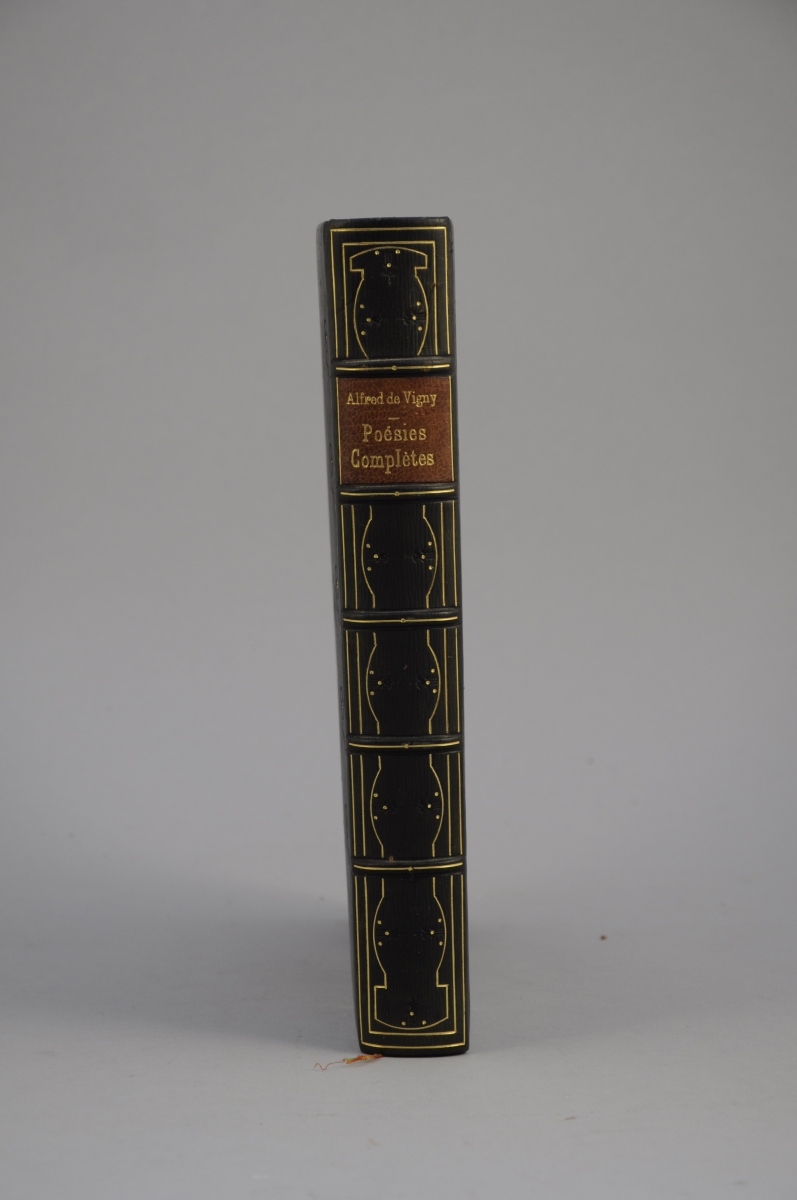 Alfred de Vigny
Poésies
Complètes